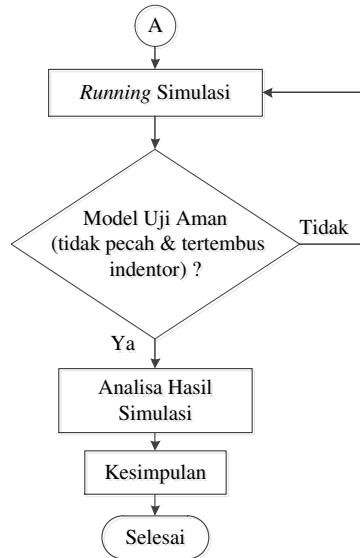 A
Running Simulasi
Model Uji Aman
(tidak pecah & tertembus
indentor) ?
Tidak
Ya
Analisa Hasil
Simulasi
Kesimpulan
Selesai